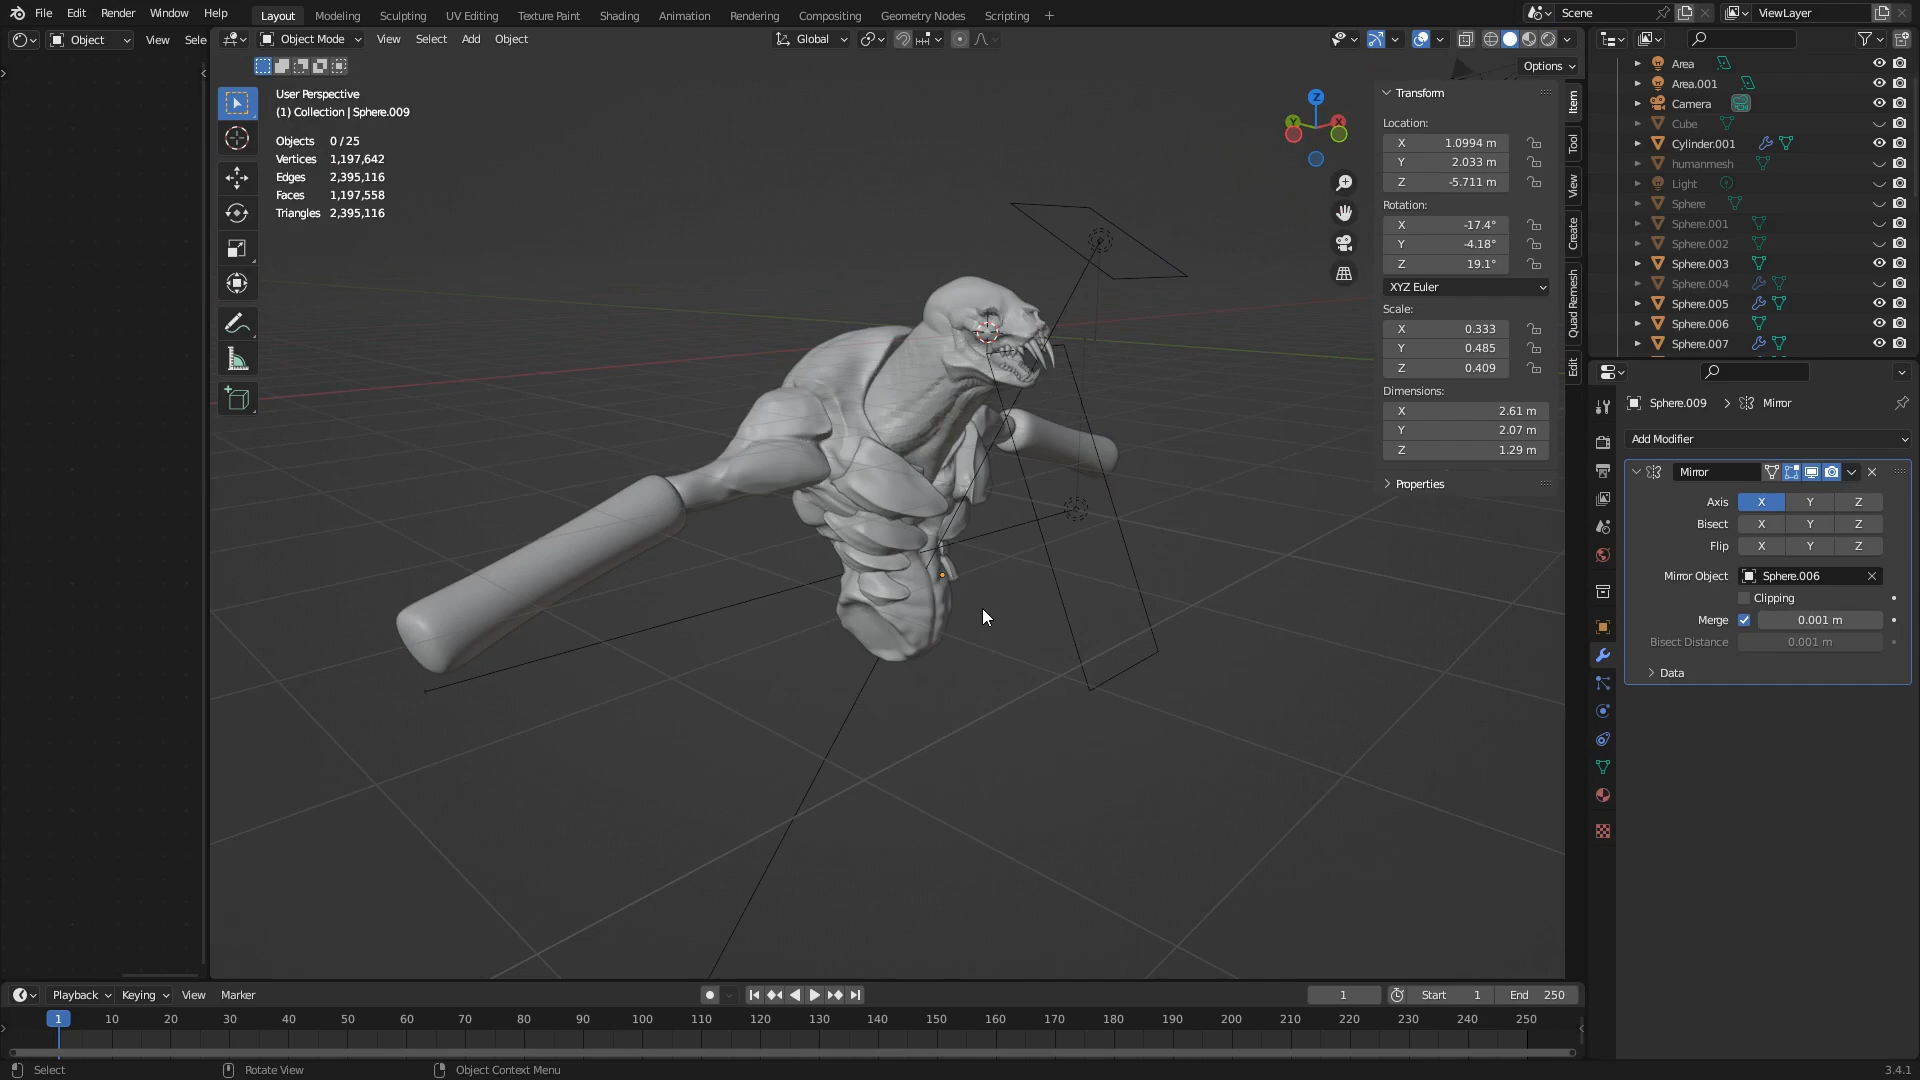 File Edit Render Window Help Layout Modeling Sculpting UV Editing Texture Paint Shading Animation Rendering Compositing Geometry Nodes Scripting + Scene ViewLayer
Object View Sele Object Mode View Select Add Object Global
Options
User Perspective
(1) Collection | Sphere.009
Objects 0 / 25
Vertices 1,197,642
Edges 2,395,116
Faces 1,197,558
Triangles 2,395,116
Z
Y X
Transform
Location:
X 1.0994 m
Y 2.033 m
Z -5.711 m
Rotation:
X -17.4°
Y -4.18°
Z 19.1°
XYZ Euler
Scale:
X 0.333
Y 0.485
Z 0.409
Dimensions:
X 2.61 m
Y 2.07 m
Z 1.29 m
Properties
Item
Tool
View
Create
Quad Remesh
Edit
Area
Area.001
Camera
Cube
Cylinder.001
humanmesh
Light
Sphere
Sphere.001
Sphere.002
Sphere.003
Sphere.004
Sphere.005
Sphere.006
Sphere.007
Sphere.009 > Mirror
Add Modifier
Mirror
Axis X Y Z
Bisect X Y Z
Flip X Y Z
Mirror Object Sphere.006
Clipping
Merge 0.001 m
Bisect Distance 0.001 m
Data
Playback Keying View Marker 1 Start 1 End 250
1 10 20 30 40 50 60 70 80 90 100 110 120 130 140 150 160 170 180 190 200 210 220 230 240 250
Select Rotate View Object Context Menu 3.4.1